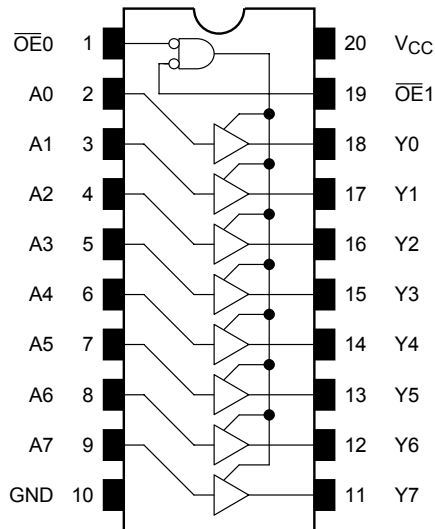 O̅E̅0 1 20 VCC
A0 2 19 O̅E̅1
A1 3 18 Y0
A2 4 17 Y1
A3 5 16 Y2
A4 6 15 Y3
A5 7 14 Y4
A6 8 13 Y5
A7 9 12 Y6
GND 10 11 Y7